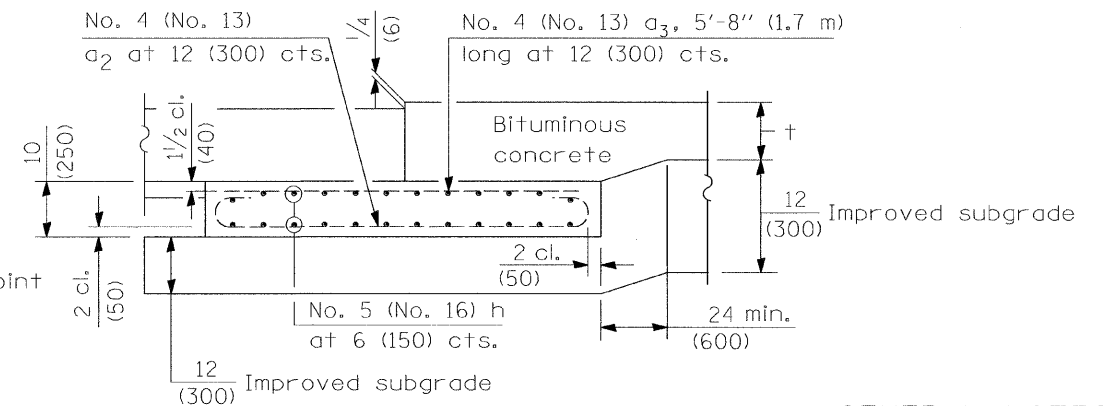 No. 4 (No. 13)
a2 at 12 (300) cts.
1/4
(6)
No. 4 (No. 13) a3, 5'-8" (1.7 m)
long at 12 (300) cts.
10
(250)
1 1/2 cl.
(40)
Bituminous
concrete
t
12
(300)
Improved subgrade
2 cl.
(50)
oint
2 cl.
(50)
No. 5 (No. 16) h
at 6 (150) cts.
24 min.
(600)
12
(300)
Improved subgrade